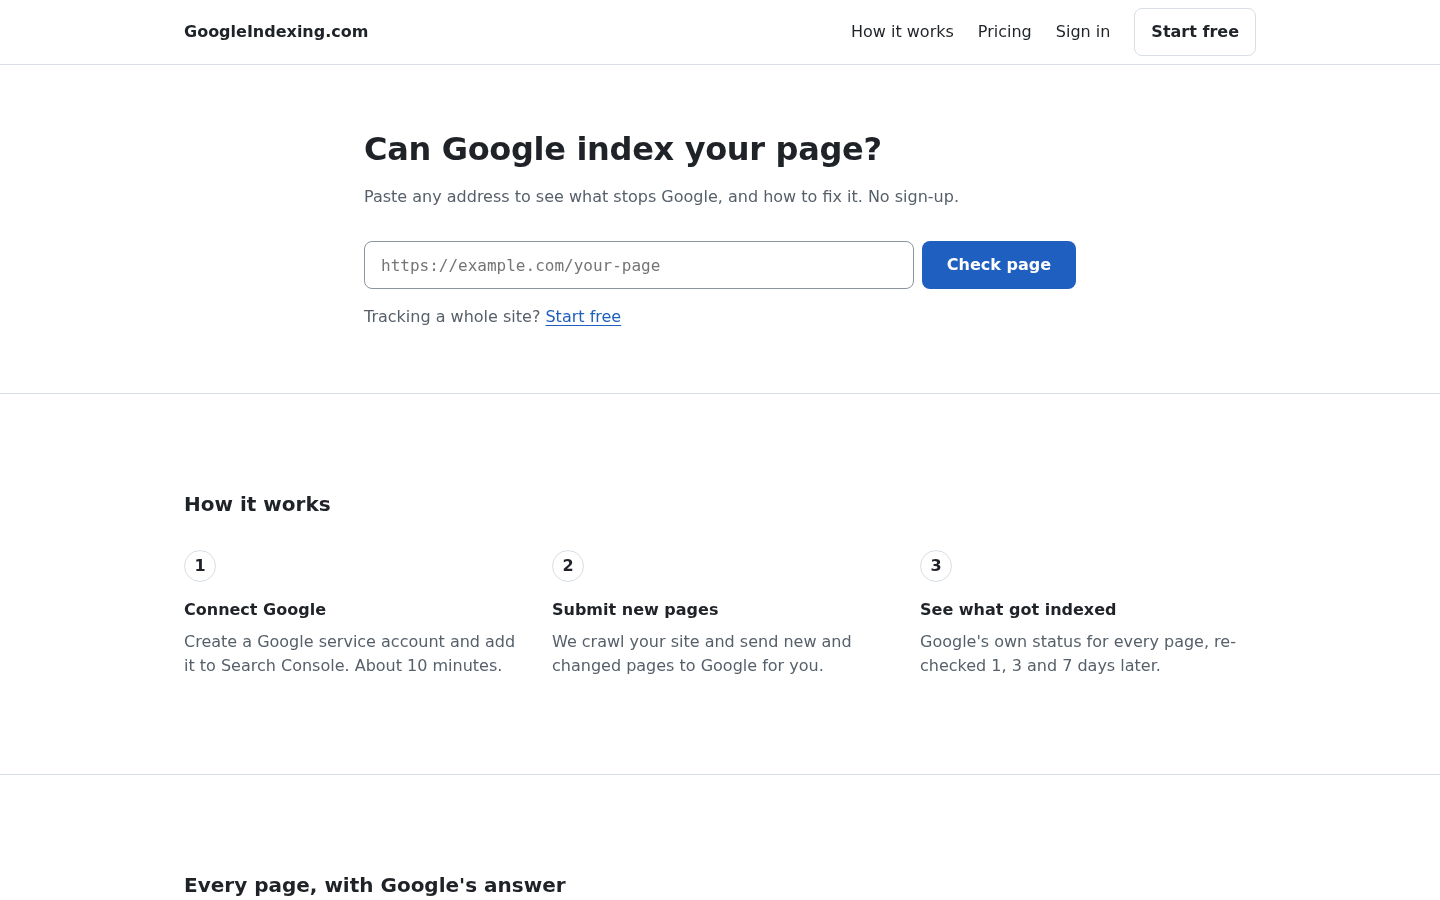 GoogleIndexing.com
How it works
Pricing
Sign in
Start free
Can Google index your page?
Paste any address to see what stops Google, and how to fix it. No sign-up.
https://example.com/your-page
Check page
Tracking a whole site? Start free
How it works
1
Connect Google
Create a Google service account and add
it to Search Console. About 10 minutes.
2
Submit new pages
We crawl your site and send new and
changed pages to Google for you.
3
See what got indexed
Google's own status for every page, re-
checked 1, 3 and 7 days later.
Every page, with Google's answer